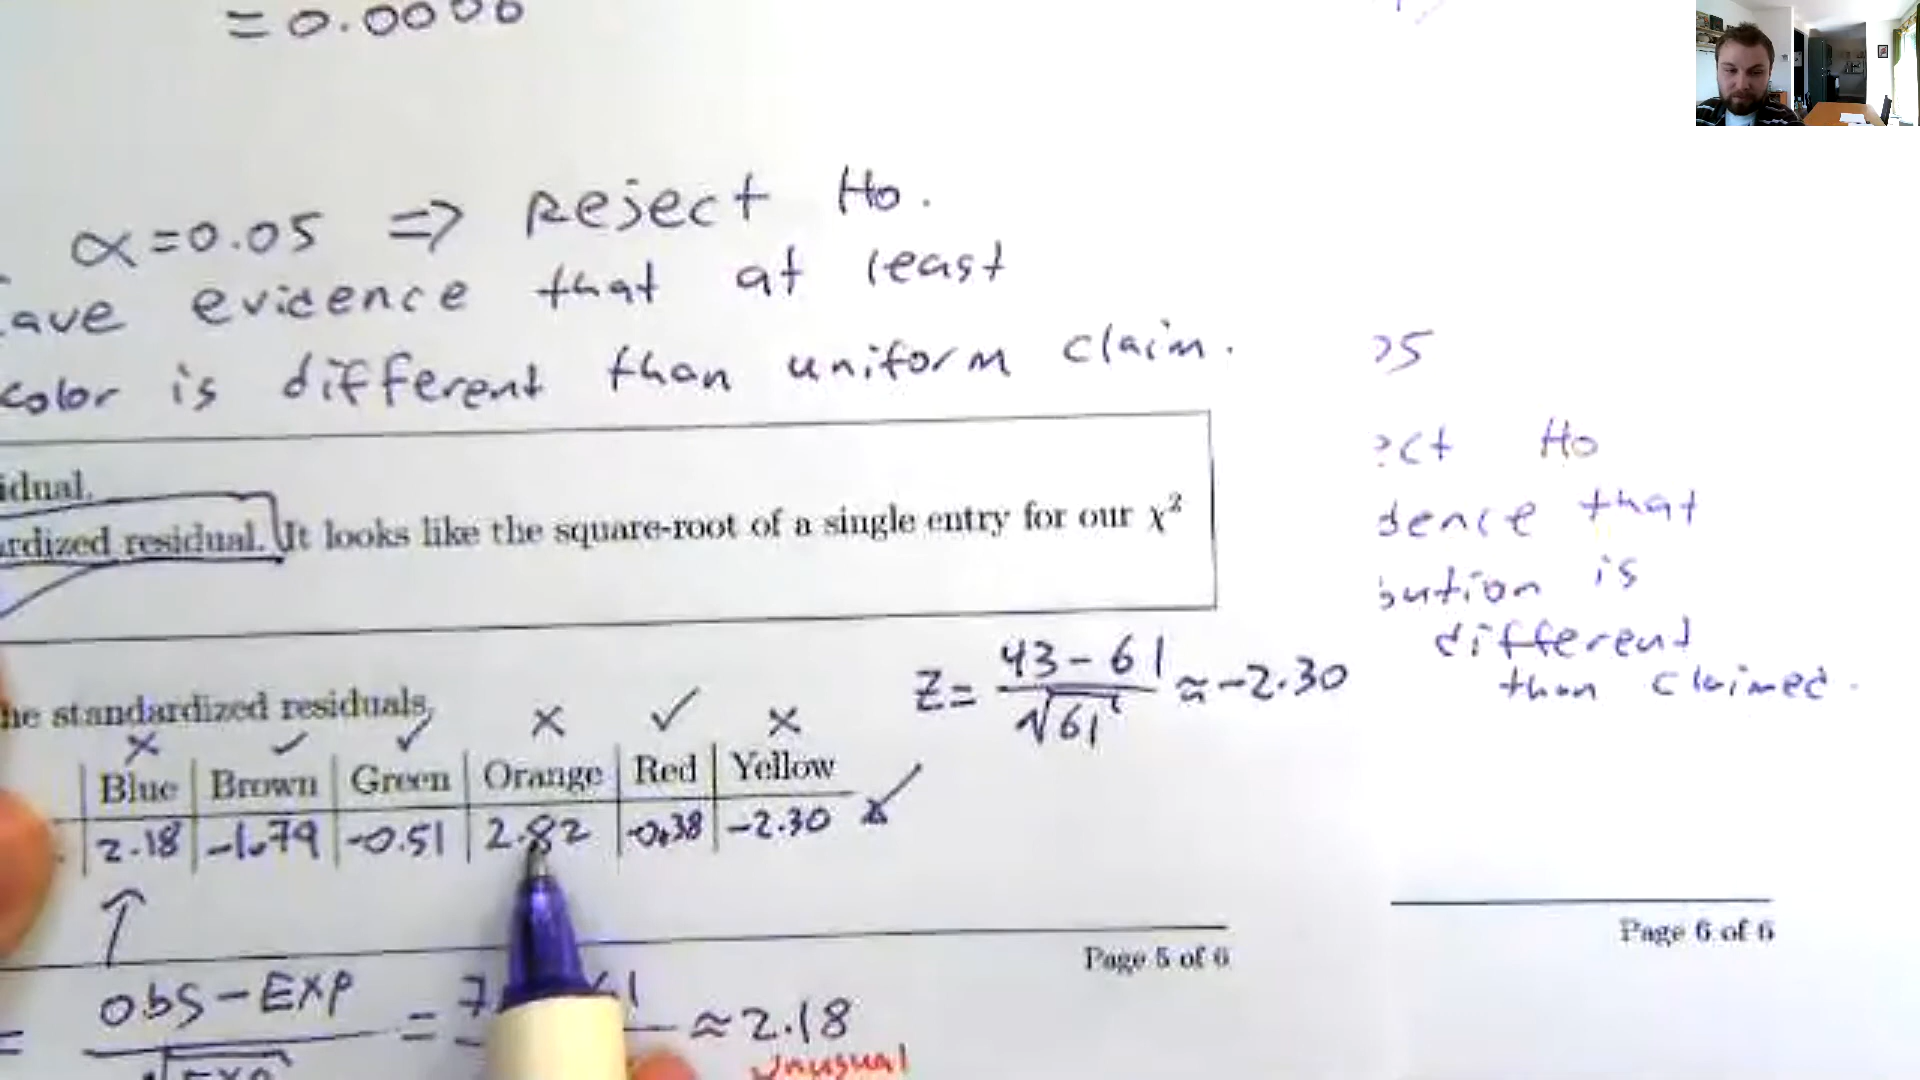 = 0.0006
α=0.05 => Reject Ho.
ave evidence that at least
color is different than uniform claim.
idual.
rdized residual. It looks like the square-root of a single entry for our χ²
he standardized residuals.
Z= 43-61 / √61 ≈ -2.30
× ✓ ✓ × ✓ ×
Blue | Brown | Green | Orange | Red | Yellow
2.18 | -1.79 | -0.51 | 2.82 | -0.38 | -2.30
Page 5 of 6
= Obs-Exp / √Exp = 7 61 ≈ 2.18
Unusual
05
ect Ho
dence that
bution is
different
than claimed.
Page 6 of 6